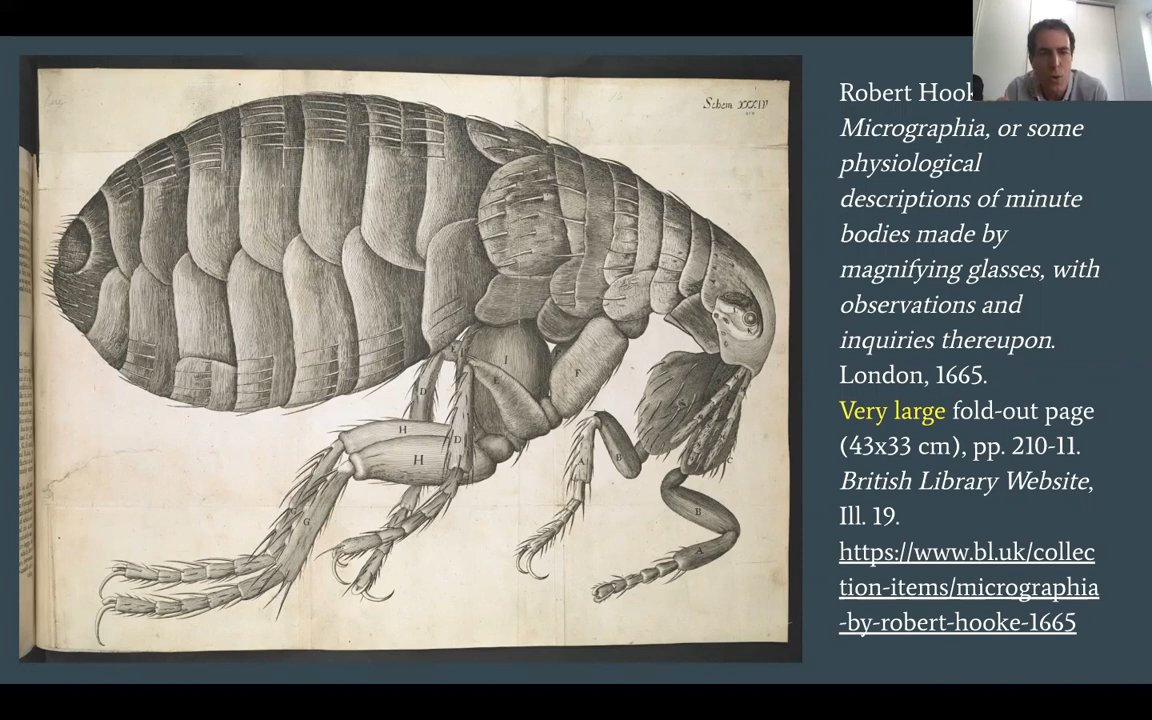 Schem XXXIV
Robert Hook
Micrographia, or some
physiological
descriptions of minute
bodies made by
magnifying glasses, with
observations and
inquiries thereupon.
London, 1665.
Very large fold-out page
(43x33 cm), pp. 210-11.
British Library Website,
Ill. 19.
https://www.bl.uk/collec
tion-items/micrographia
-by-robert-hooke-1665
I
E
F
D
H
D
H
B
A
G
B
A
C
K